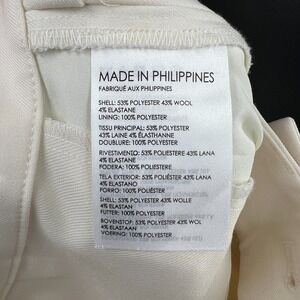 MADE IN PHILIPPINES
FABRIQUÉ AUX PHILIPPINES
SHELL: 53% POLYESTER 43% WOOL
4% ELASTANE
LINING: 100% POLYESTER
TISSU PRINCIPAL: 53% POLYESTER
43% LAINE 4% ÉLASTHANNE
DOUBLURE: 100% POLYESTER
RIVESTIMENTO: 53% POLIESTERE 43% LANA
4% ELASTANE
FODERA: 100% POLIESTERE
TELA EXTERIOR: 53% POLIÉSTER 43% LANA
4% ELASTANO
FORRO: 100% POLIÉSTER
SHELL: 53% POLYESTER 43% WOLLE
4% ELASTAN
FUTTER: 100% POLYESTER
BOVENSTOF: 53% POLYESTER 43% WOL
4% ELASTAAN
VOERING: 100% POLYESTER